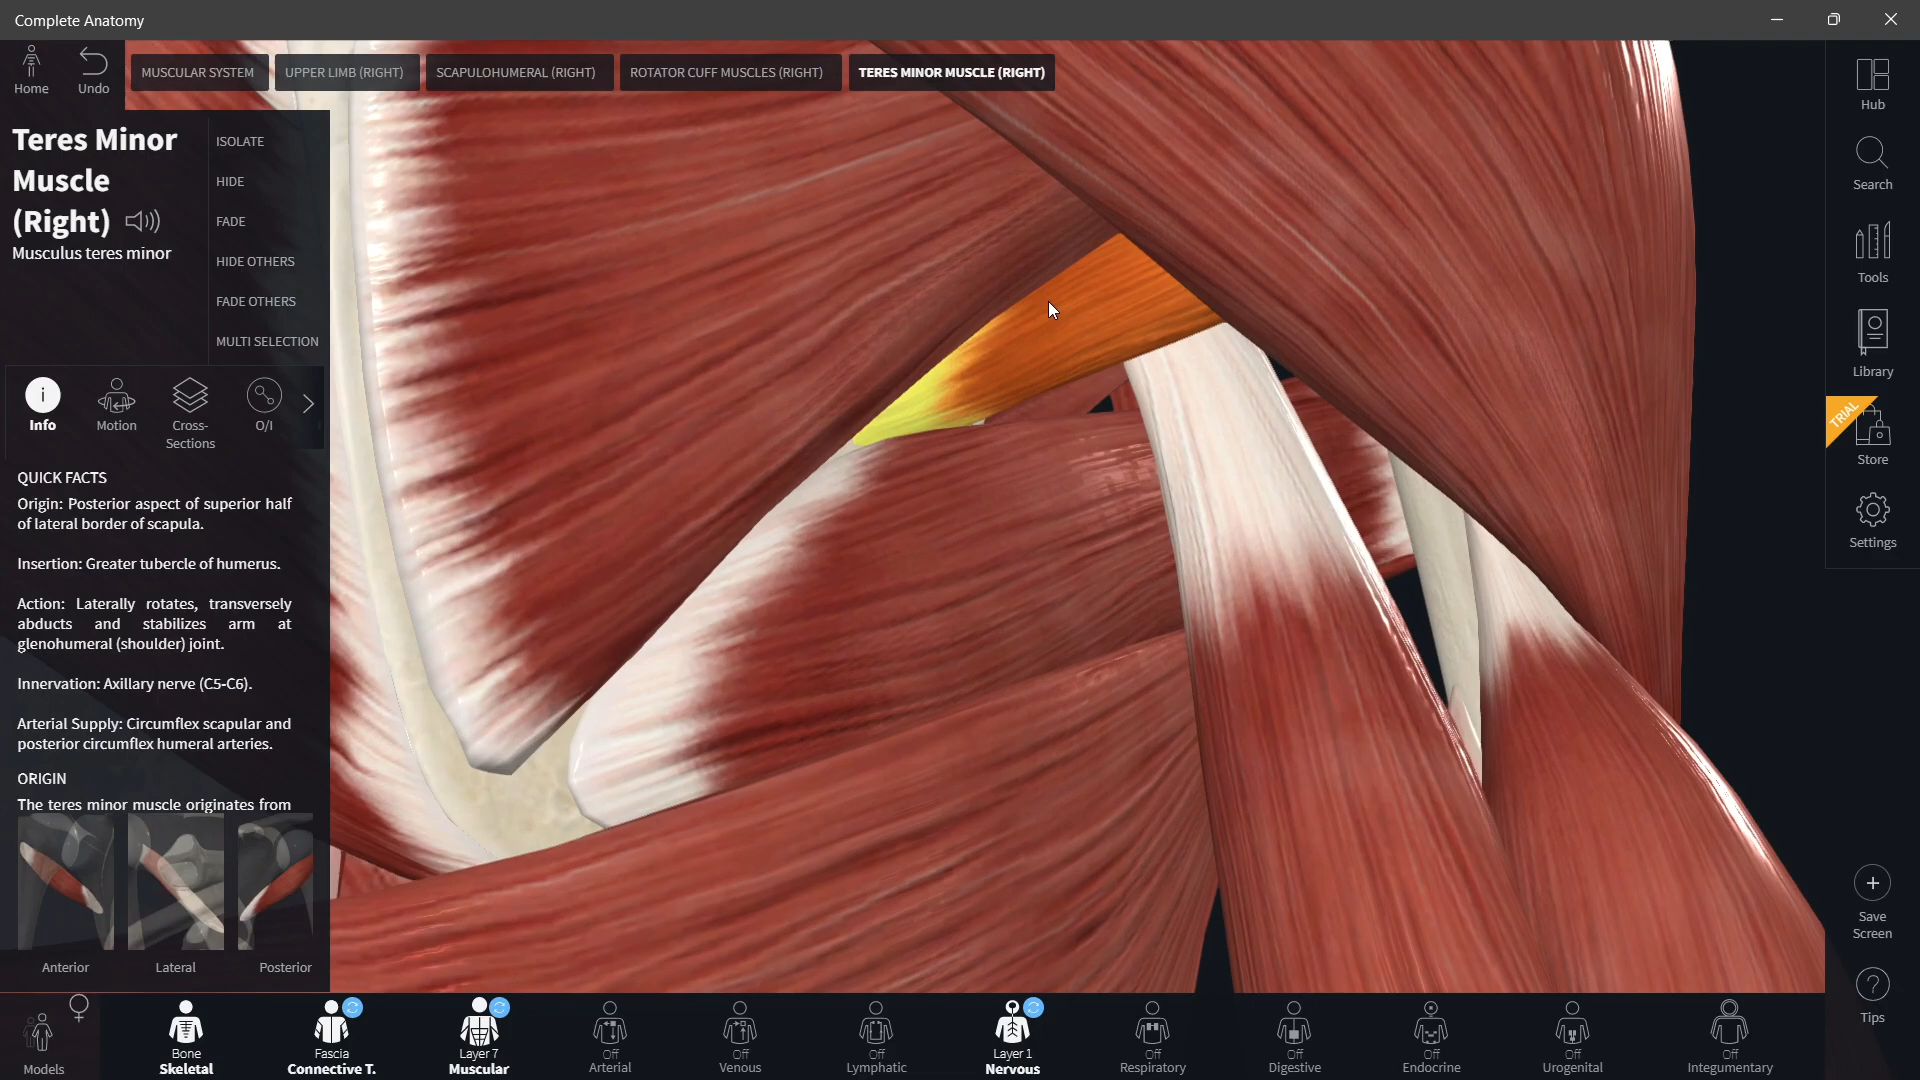 Complete Anatomy
Home
Undo
MUSCULAR SYSTEM
UPPER LIMB (RIGHT)
SCAPULOHUMERAL (RIGHT)
ROTATOR CUFF MUSCLES (RIGHT)
TERES MINOR MUSCLE (RIGHT)
Teres Minor
Muscle
(Right)
Musculus teres minor
ISOLATE
HIDE
FADE
HIDE OTHERS
FADE OTHERS
MULTI SELECTION
Info
Motion
Cross-
Sections
O/I
QUICK FACTS
Origin: Posterior aspect of superior half
of lateral border of scapula.
Insertion: Greater tubercle of humerus.
Action: Laterally rotates, transversely
abducts and stabilizes arm at
glenohumeral (shoulder) joint.
Innervation: Axillary nerve (C5-C6).
Arterial Supply: Circumflex scapular and
posterior circumflex humeral arteries.
ORIGIN
The teres minor muscle originates from
Anterior
Lateral
Posterior
Hub
Search
Tools
Library
TRIAL
Store
Settings
Save
Screen
Tips
Models
Bone
Skeletal
Fascia
Connective T.
Layer 7
Muscular
Off
Arterial
Off
Venous
Off
Lymphatic
Layer 1
Nervous
Off
Respiratory
Off
Digestive
Off
Endocrine
Off
Urogenital
Off
Integumentary